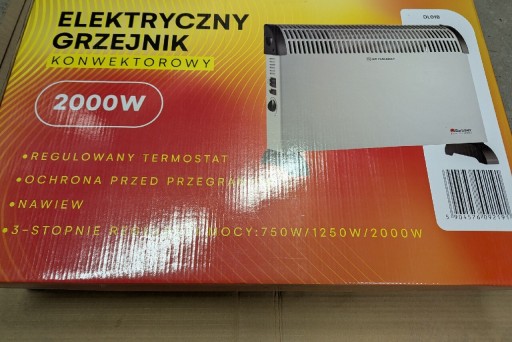 ELEKTRYCZNY
GRZEJNIK
KONWEKTOROWY
2000W
•REGULOWANY TERMOSTAT
•OCHRONA PRZED
•NAWIEW
•3-STOPNIE MOCY:750W/1250W/2000W